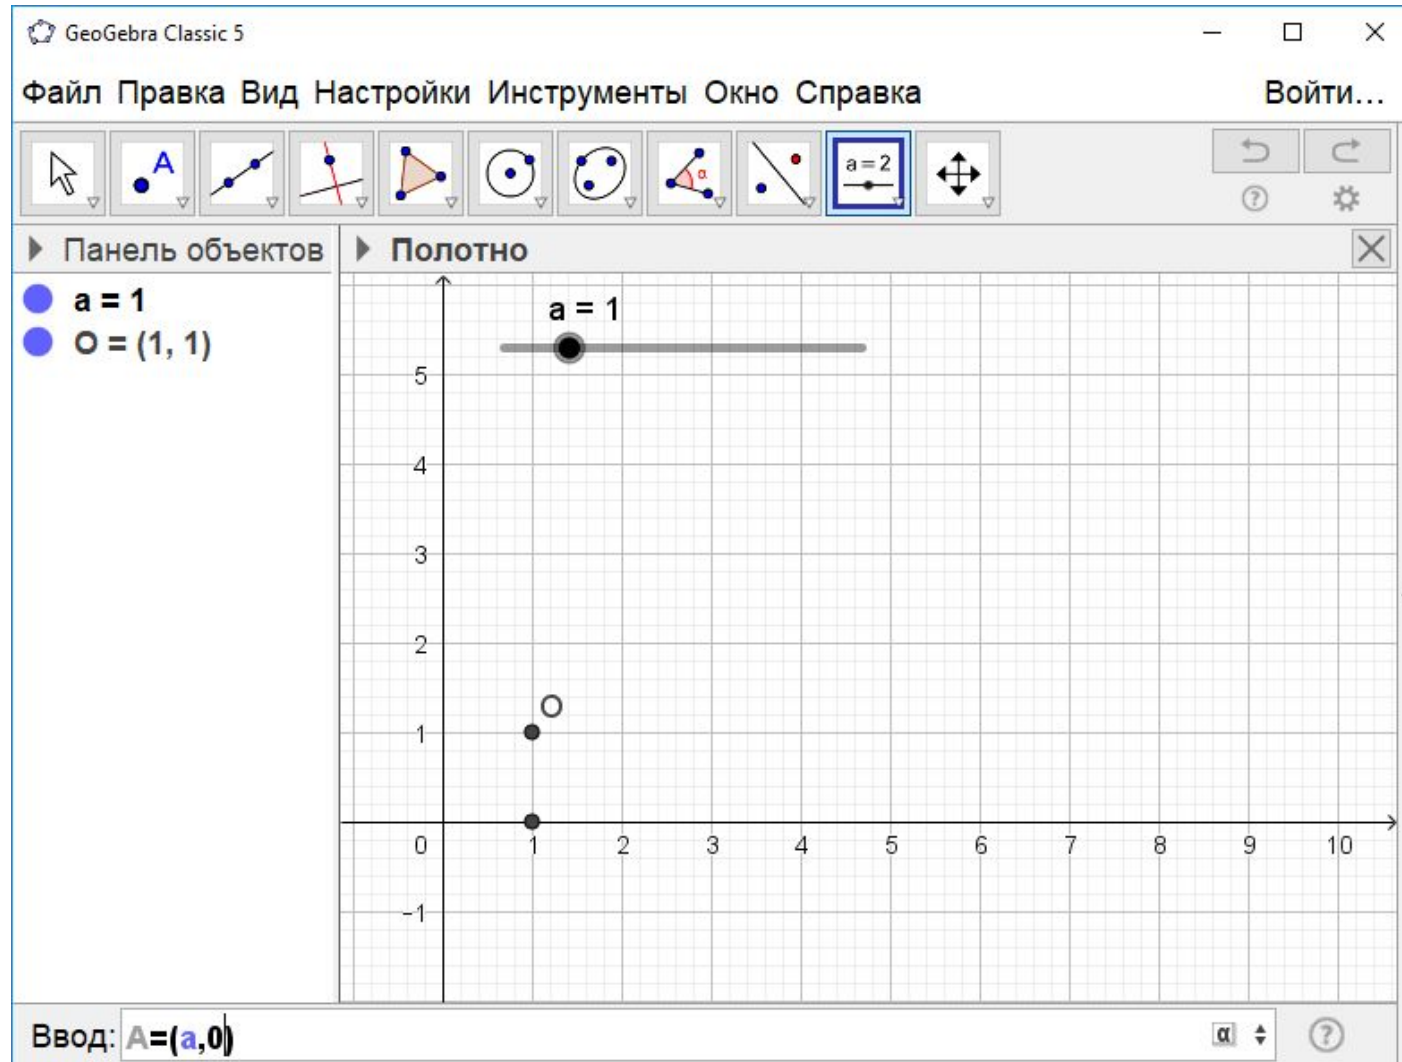 GeoGebra Classic 5
Файл Правка Вид Настройки Инструменты Окно Справка Войти...
A α a = 2
Панель объектов Полотно
a = 1
O = (1, 1)
a = 1
5
4
3
2
O
1
0 1 2 3 4 5 6 7 8 9 10
−1
Ввод: A=(a,0) α